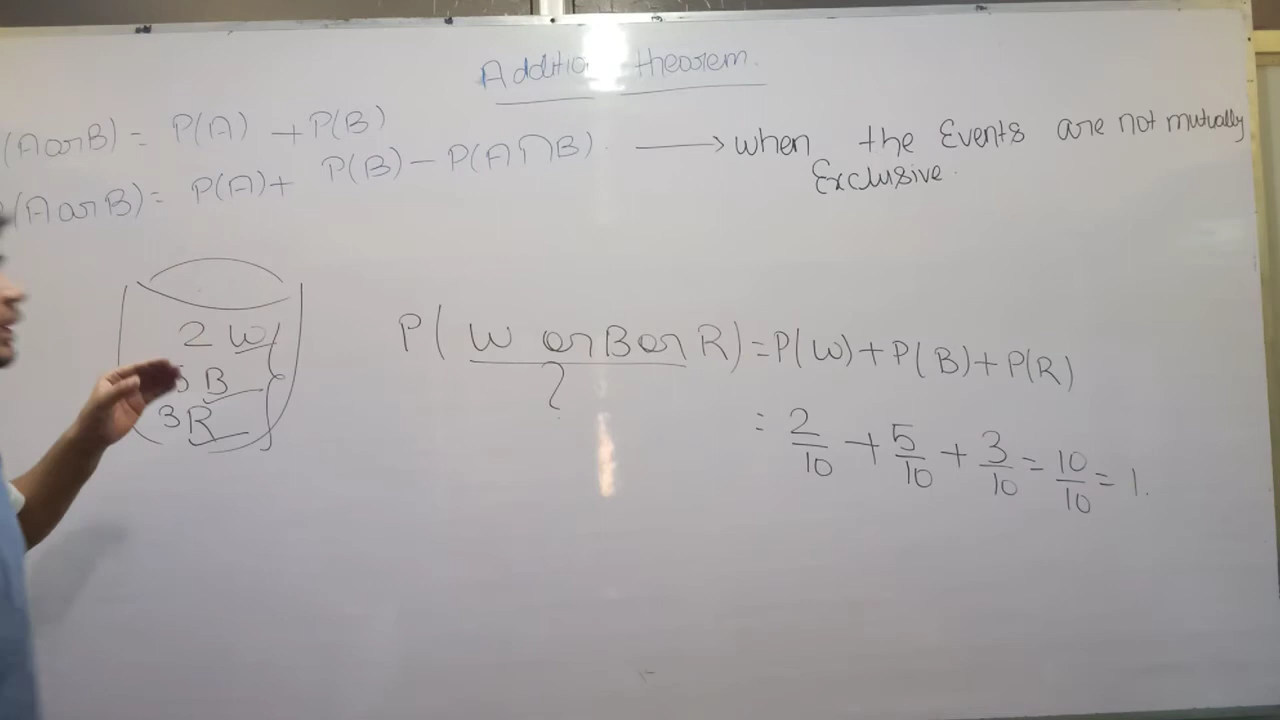 Addition theorem.
(A or B) = P(A) + P(B)
P(A or B) = P(A) + P(B) - P(A∩B) → when the Events are not mutually
Exclusive.
2 W
5 B
3 R
P( W or B or R) = P(W) + P(B) + P(R)
?
= 2/10 + 5/10 + 3/10 = 10/10 = 1.